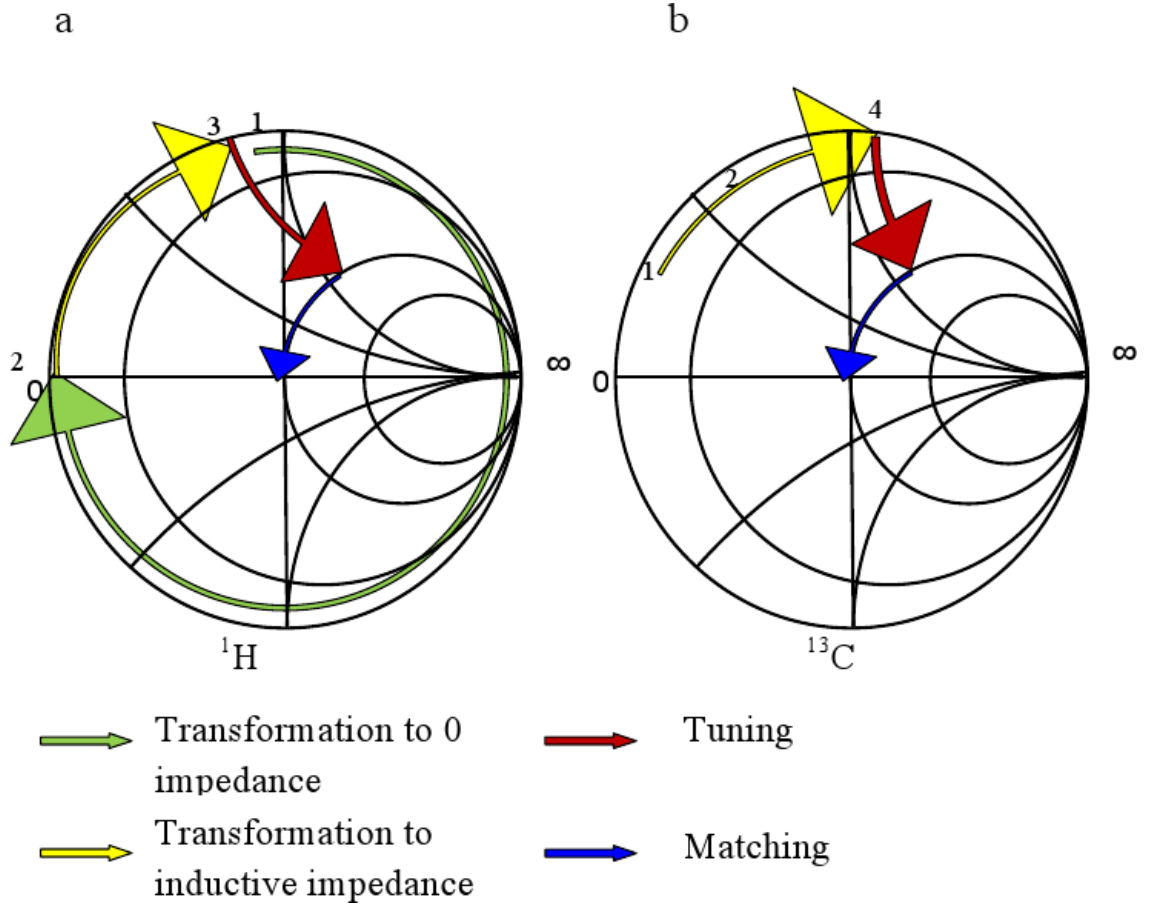 a
b
3
1
4
2
1
2
0
∞
0
∞
¹H
¹³C
Transformation to 0
impedance
Tuning
Transformation to
inductive impedance
Matching